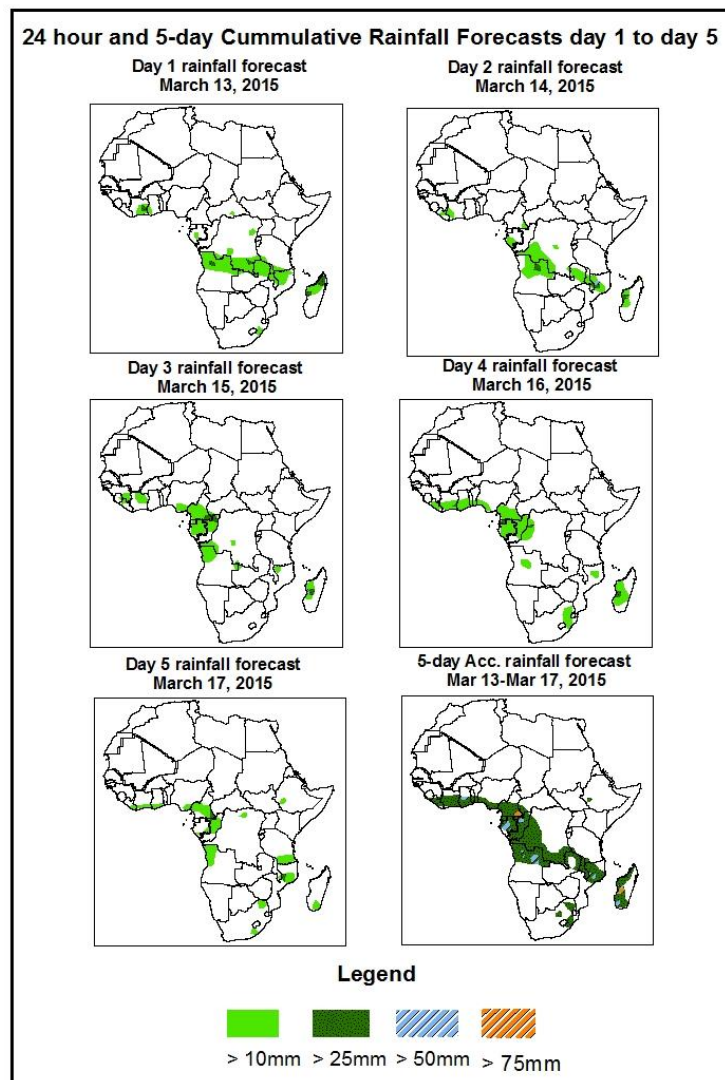 24 hour and 5-day Cummulative Rainfall Forecasts day 1 to day 5
Day 1 rainfall forecast
March 13, 2015
Day 2 rainfall forecast
March 14, 2015
Day 3 rainfall forecast
March 15, 2015
Day 4 rainfall forecast
March 16, 2015
Day 5 rainfall forecast
March 17, 2015
5-day Acc. rainfall forecast
Mar 13-Mar 17, 2015
Legend
> 10mm > 25mm > 50mm > 75mm